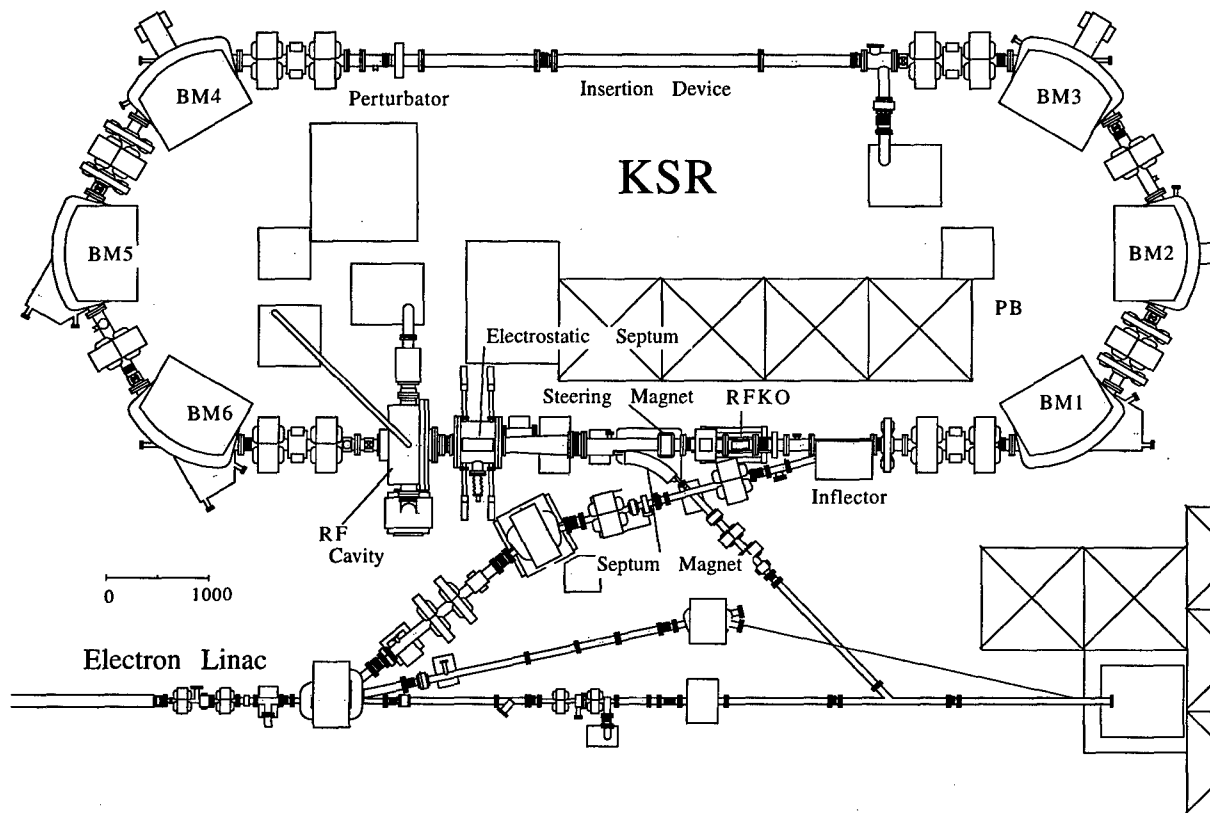 BM4
BM3
Perturbator
Insertion Device
KSR
BM5
BM2
PB
Electrostatic Septum
Steering Magnet
RFKO
BM6
BM1
Inflector
RF
Cavity
Septum Magnet
0 1000
Electron Linac